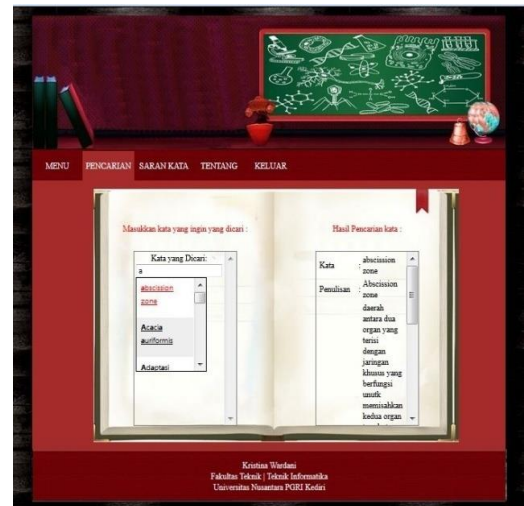 MENU PENCARIAN SARAN KATA TENTANG KELUAR
Masukkan kata yang ingin yang dicari :
Kata yang Dicari:
a
abscission
zone
Acacia
auriformis
Adaptasi
Hasil Pencarian kata :
Kata : abscission
zone
Penulisan : Abscission
zone
daerah
antara dua
organ yang
terisi
dengan
jaringan
khusus yang
berfungsi
unutk
memisahkan
kedua organ
Kristina Wardani
Fakultas Teknik | Teknik Informatika
Universitas Nusantara PGRI Kediri